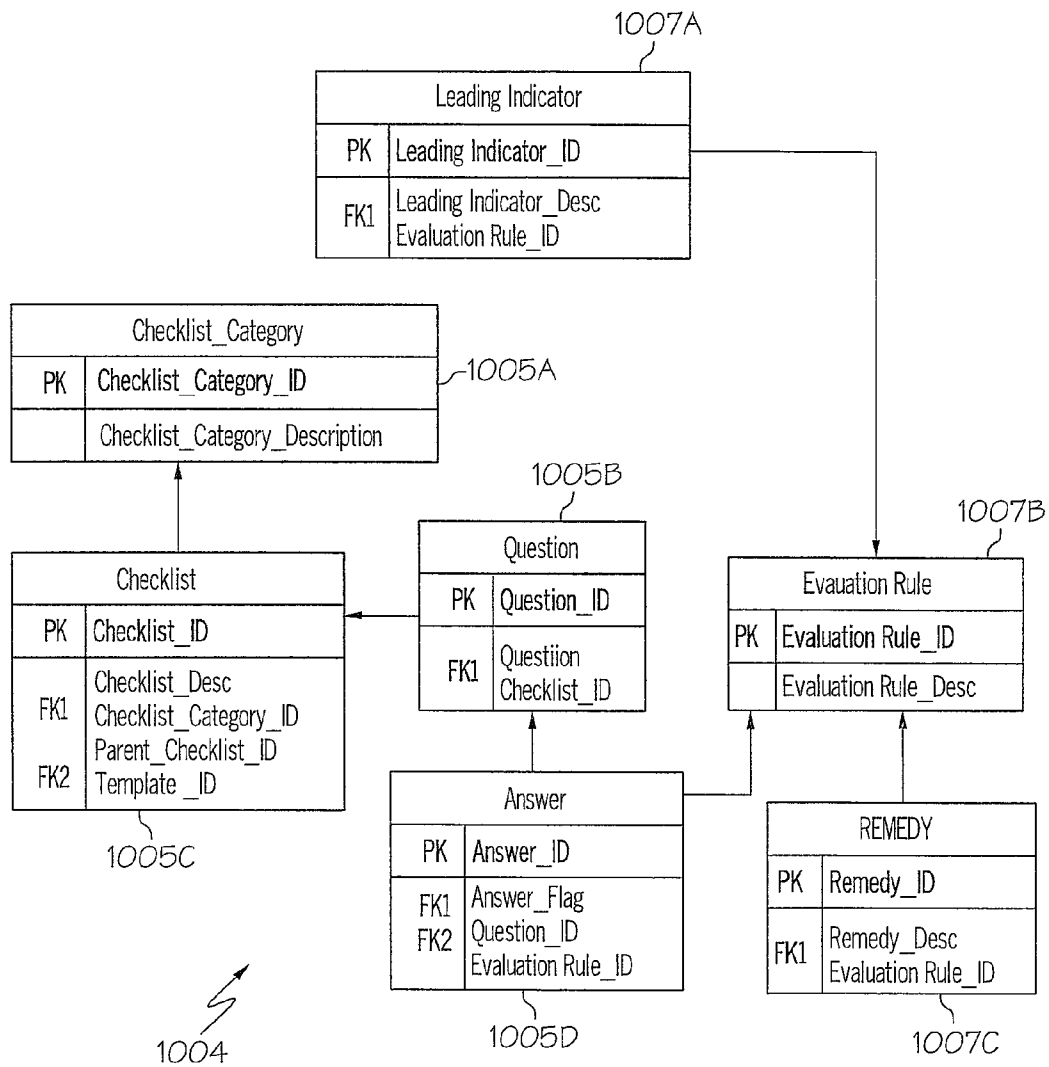 1007A
Leading Indicator
PK Leading Indicator_ID
Leading Indicator_Desc
FK1 Evaluation Rule_ID
Checklist_Category
PK Checklist_Category_ID
Checklist_Category_Description
1005A
1005B
Question
PK Question_ID
Questiion
FK1 Checklist_ID
1007B
Evauation Rule
PK Evaluation Rule_ID
Evaluation Rule_Desc
Checklist
PK Checklist_ID
Checklist_Desc
FK1 Checklist_Category_ID
Parent_Checklist_ID
FK2 Template _ID
1005C
Answer
PK Answer_ID
Answer_Flag
FK1 Question_ID
FK2 Evaluation Rule_ID
1005D
REMEDY
PK Remedy_ID
Remedy_Desc
FK1 Evaluation Rule_ID
1007C
1004